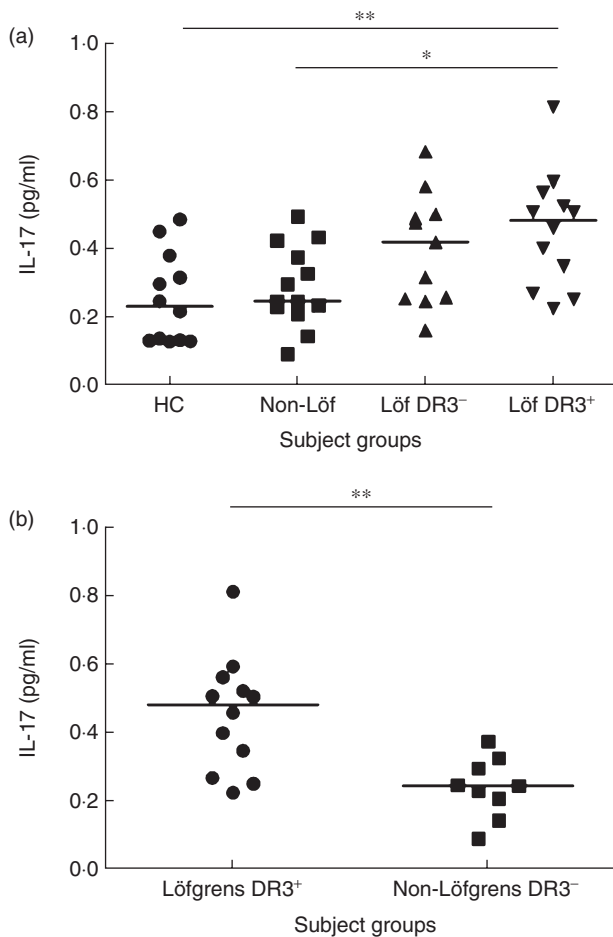 (a)
**
*
1·0
0·8
0·6
0·4
0·2
0·0
IL-17 (pg/ml)
HC Non-Löf Löf DR3⁻ Löf DR3⁺
Subject groups
(b)
**
1·0
0·8
0·6
0·4
0·2
0·0
IL-17 (pg/ml)
Löfgrens DR3⁺ Non-Löfgrens DR3⁻
Subject groups